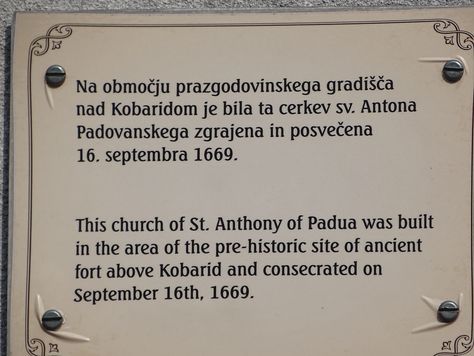 Na območju prazgodovinskega gradišča
nad Kobaridom je bila ta cerkev sv. Antona
Padovanskega zgrajena in posvečena
16. septembra 1669.
This church of St. Anthony of Padua was built
in the area of the pre-historic site of ancient
fort above Kobarid and consecrated on
September 16th, 1669.